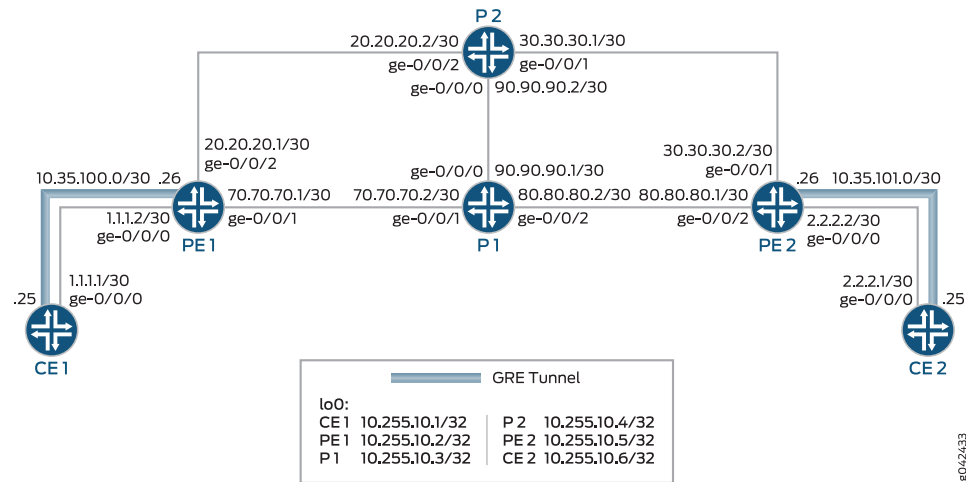 P 2
20.20.20.2/30
30.30.30.1/30
ge-0/0/2
ge-0/0/1
ge-0/0/0
90.90.90.2/30
20.20.20.1/30
ge-0/0/2
ge-0/0/0
90.90.90.1/30
30.30.30.2/30
ge-0/0/1
10.35.100.0/30 .26
.26 10.35.101.0/30
70.70.70.1/30
70.70.70.2/30
80.80.80.2/30
80.80.80.1/30
1.1.1.2/30
ge-0/0/0
ge-0/0/1
ge-0/0/1
ge-0/0/2
ge-0/0/2
2.2.2.2/30
ge-0/0/0
PE 1
P 1
PE 2
1.1.1.1/30
ge-0/0/0
.25
2.2.2.1/30
ge-0/0/0
.25
CE 1
CE 2
GRE Tunnel
lo0:
CE 1 10.255.10.1/32 P 2 10.255.10.4/32
PE 1 10.255.10.2/32 PE 2 10.255.10.5/32
P 1 10.255.10.3/32 CE 2 10.255.10.6/32
g042433